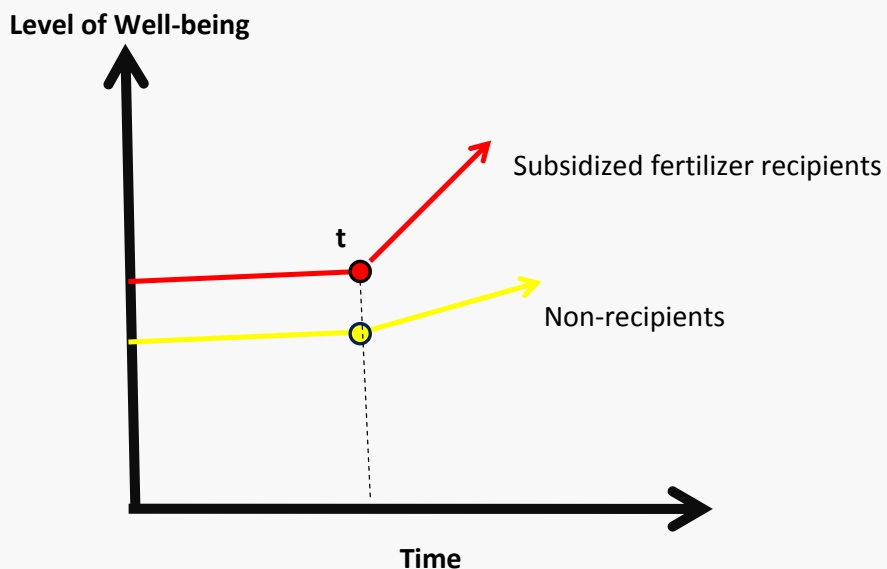 Level of Well-being
Subsidized fertilizer recipients
t
Non-recipients
Time